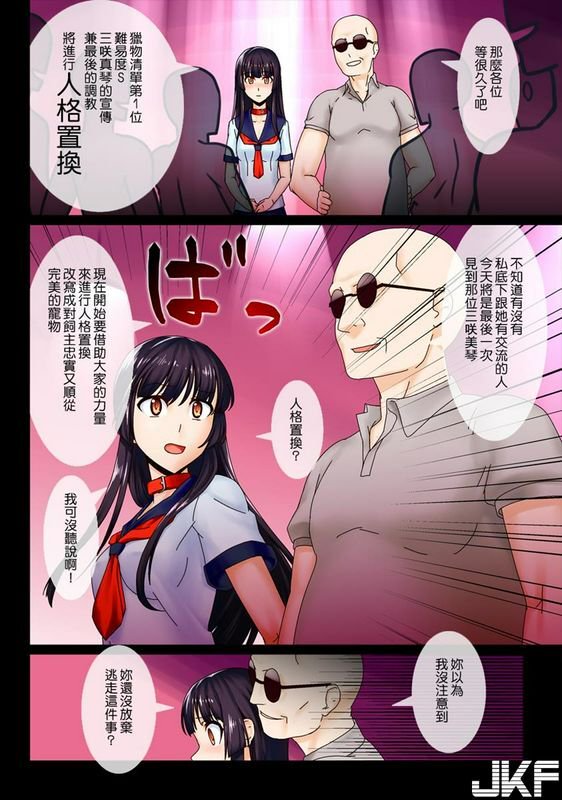 那麼各位
等很久了吧
獵物清單第1位
難易度S
三咲真琴的宣傳
兼最後的調教
將進行人格置換
不知道有沒有
私底下跟她有交流的人
今天將是最後一次
見到那位三咲美琴
ばっ
現在開始要借助大家的力量
來進行人格置換
改寫成對飼主忠實又順從
完美的寵物
人格置換？
我可沒聽說啊！
妳以為
我沒注意到
妳還沒放棄
逃走這件事？
JKF